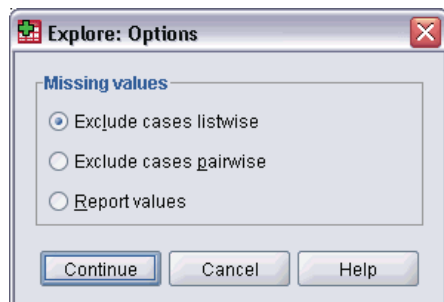 Explore: Options
Missing values
Exclude cases listwise
Exclude cases pairwise
Report values
Continue Cancel Help